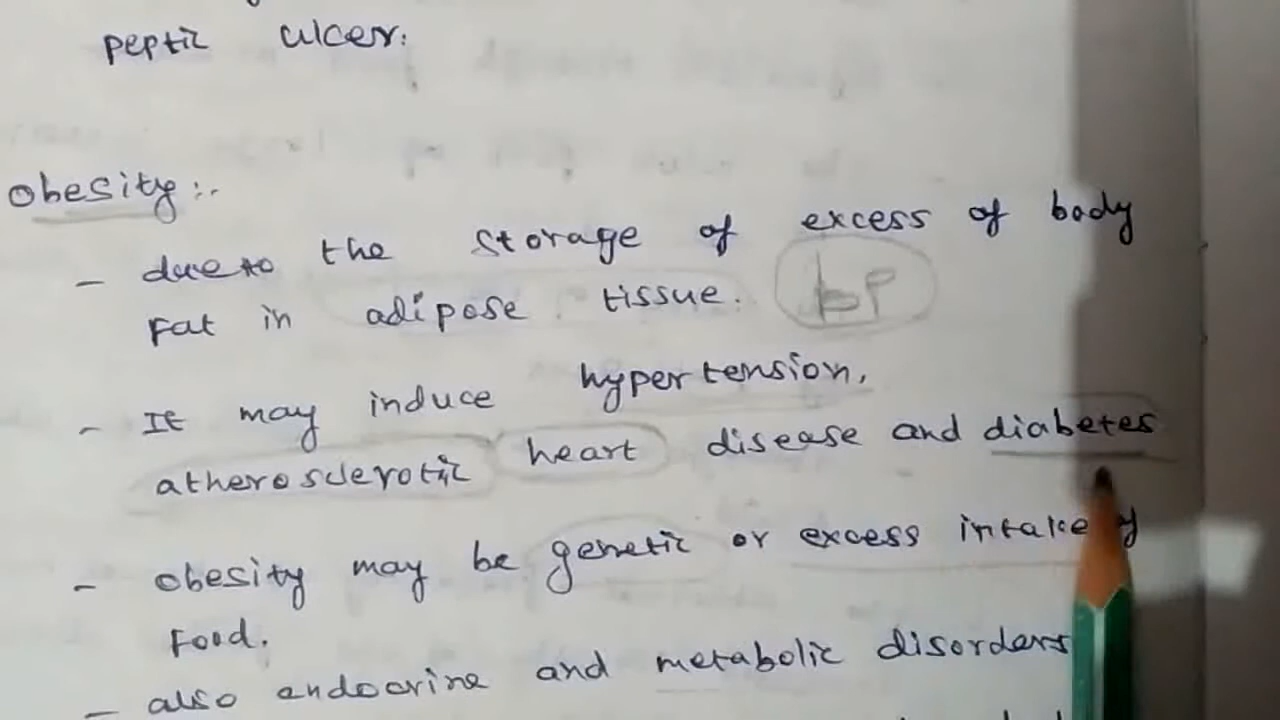 peptic ulcer.
obesity:-
- due to the storage of excess of body
Fat in adipose tissue. bP
- It may induce hypertension,
atherosclerotic heart disease and diabetes
- obesity may be genetic or excess intake of
Food.
- also endocrine and metabolic disorders